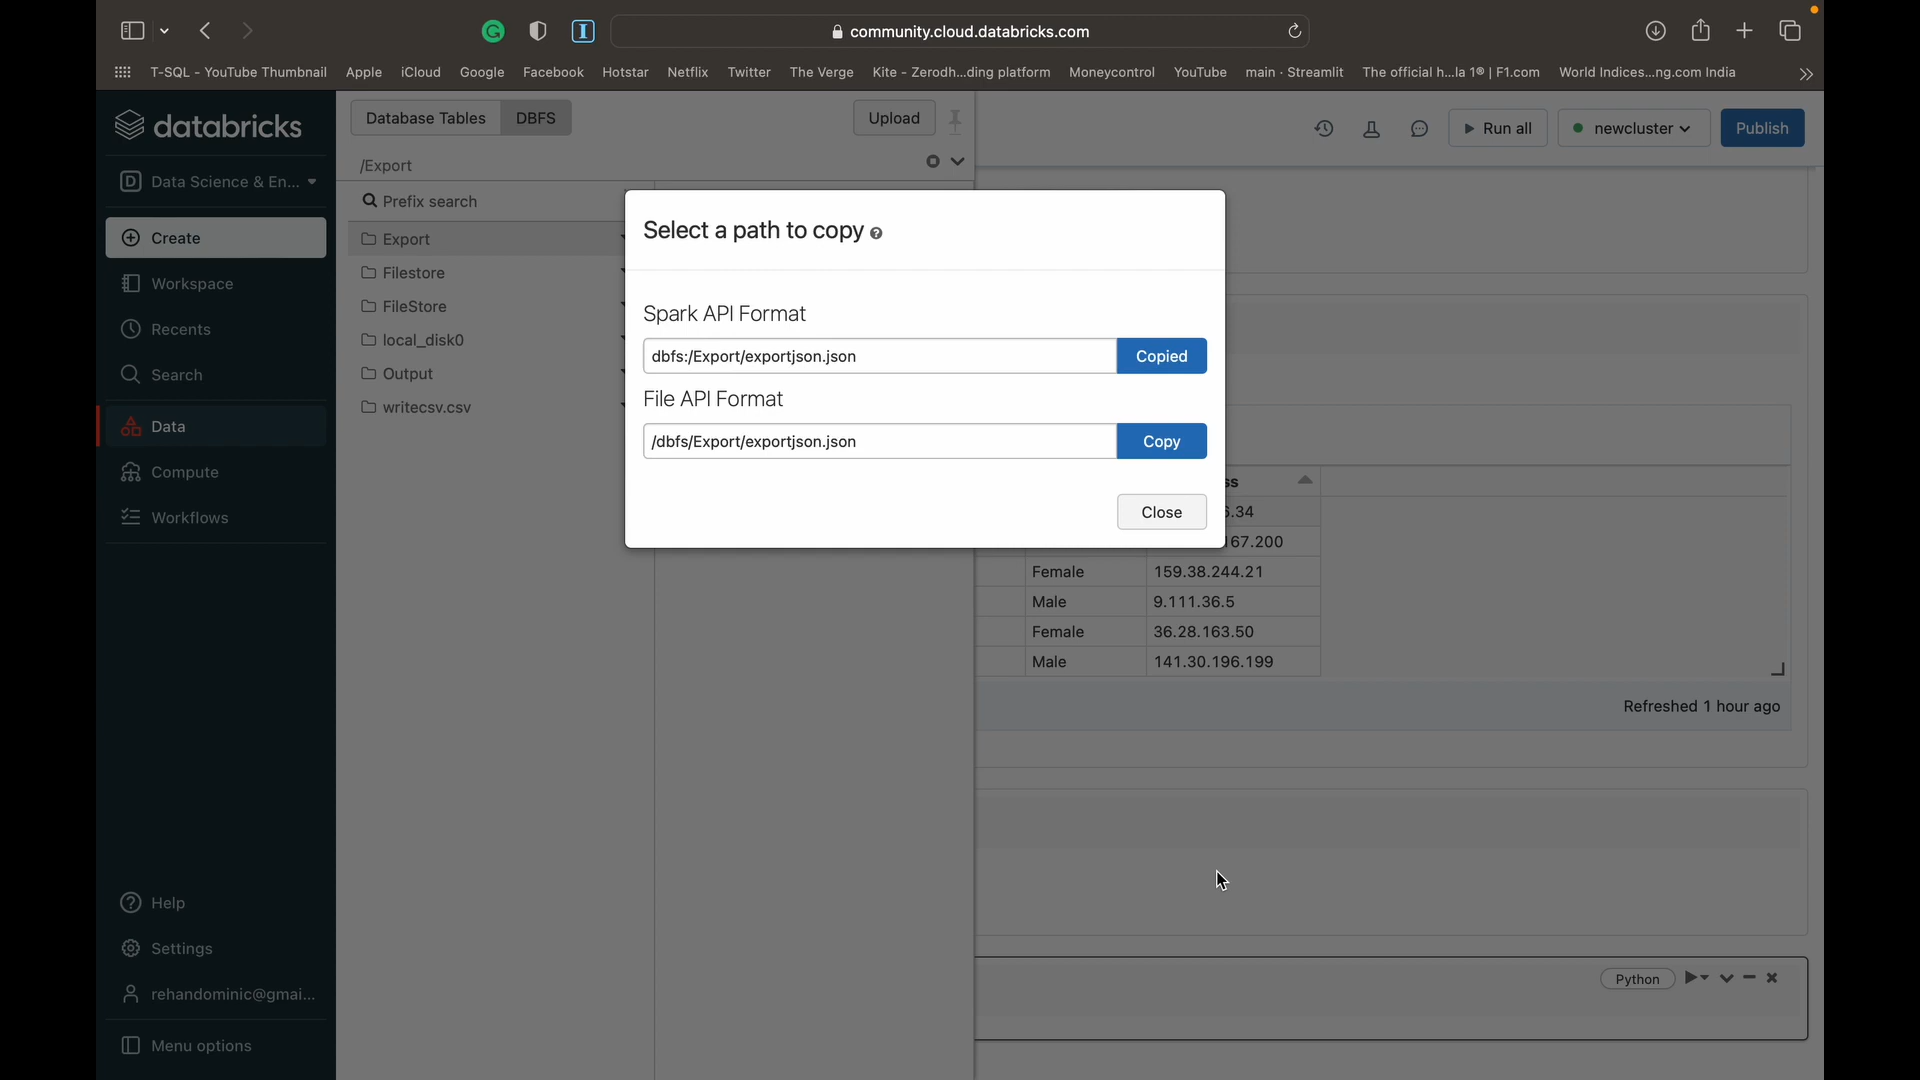 community.cloud.databricks.com
T-SQL - YouTube Thumbnail Apple iCloud Google Facebook Hotstar Netflix Twitter The Verge Kite - Zerodh...ding platform Moneycontrol YouTube main · Streamlit The official h...la 1® | F1.com World Indices...ng.com India
databricks
Database Tables DBFS Upload
Run all newcluster Publish
/Export
D Data Science & En...
Prefix search
Create
Export
Workspace
Filestore
FileStore
Recents
local_disk0
Search
Output
writecsv.csv
Data
Compute
Workflows
Select a path to copy
Spark API Format
dbfs:/Export/exportjson.json Copied
File API Format
/dbfs/Export/exportjson.json Copy
Close
ss
6.34
167.200
Female 159.38.244.21
Male 9.111.36.5
Female 36.28.163.50
Male 141.30.196.199
Refreshed 1 hour ago
Help
Settings
rehandominic@gmai...
Menu options
Python